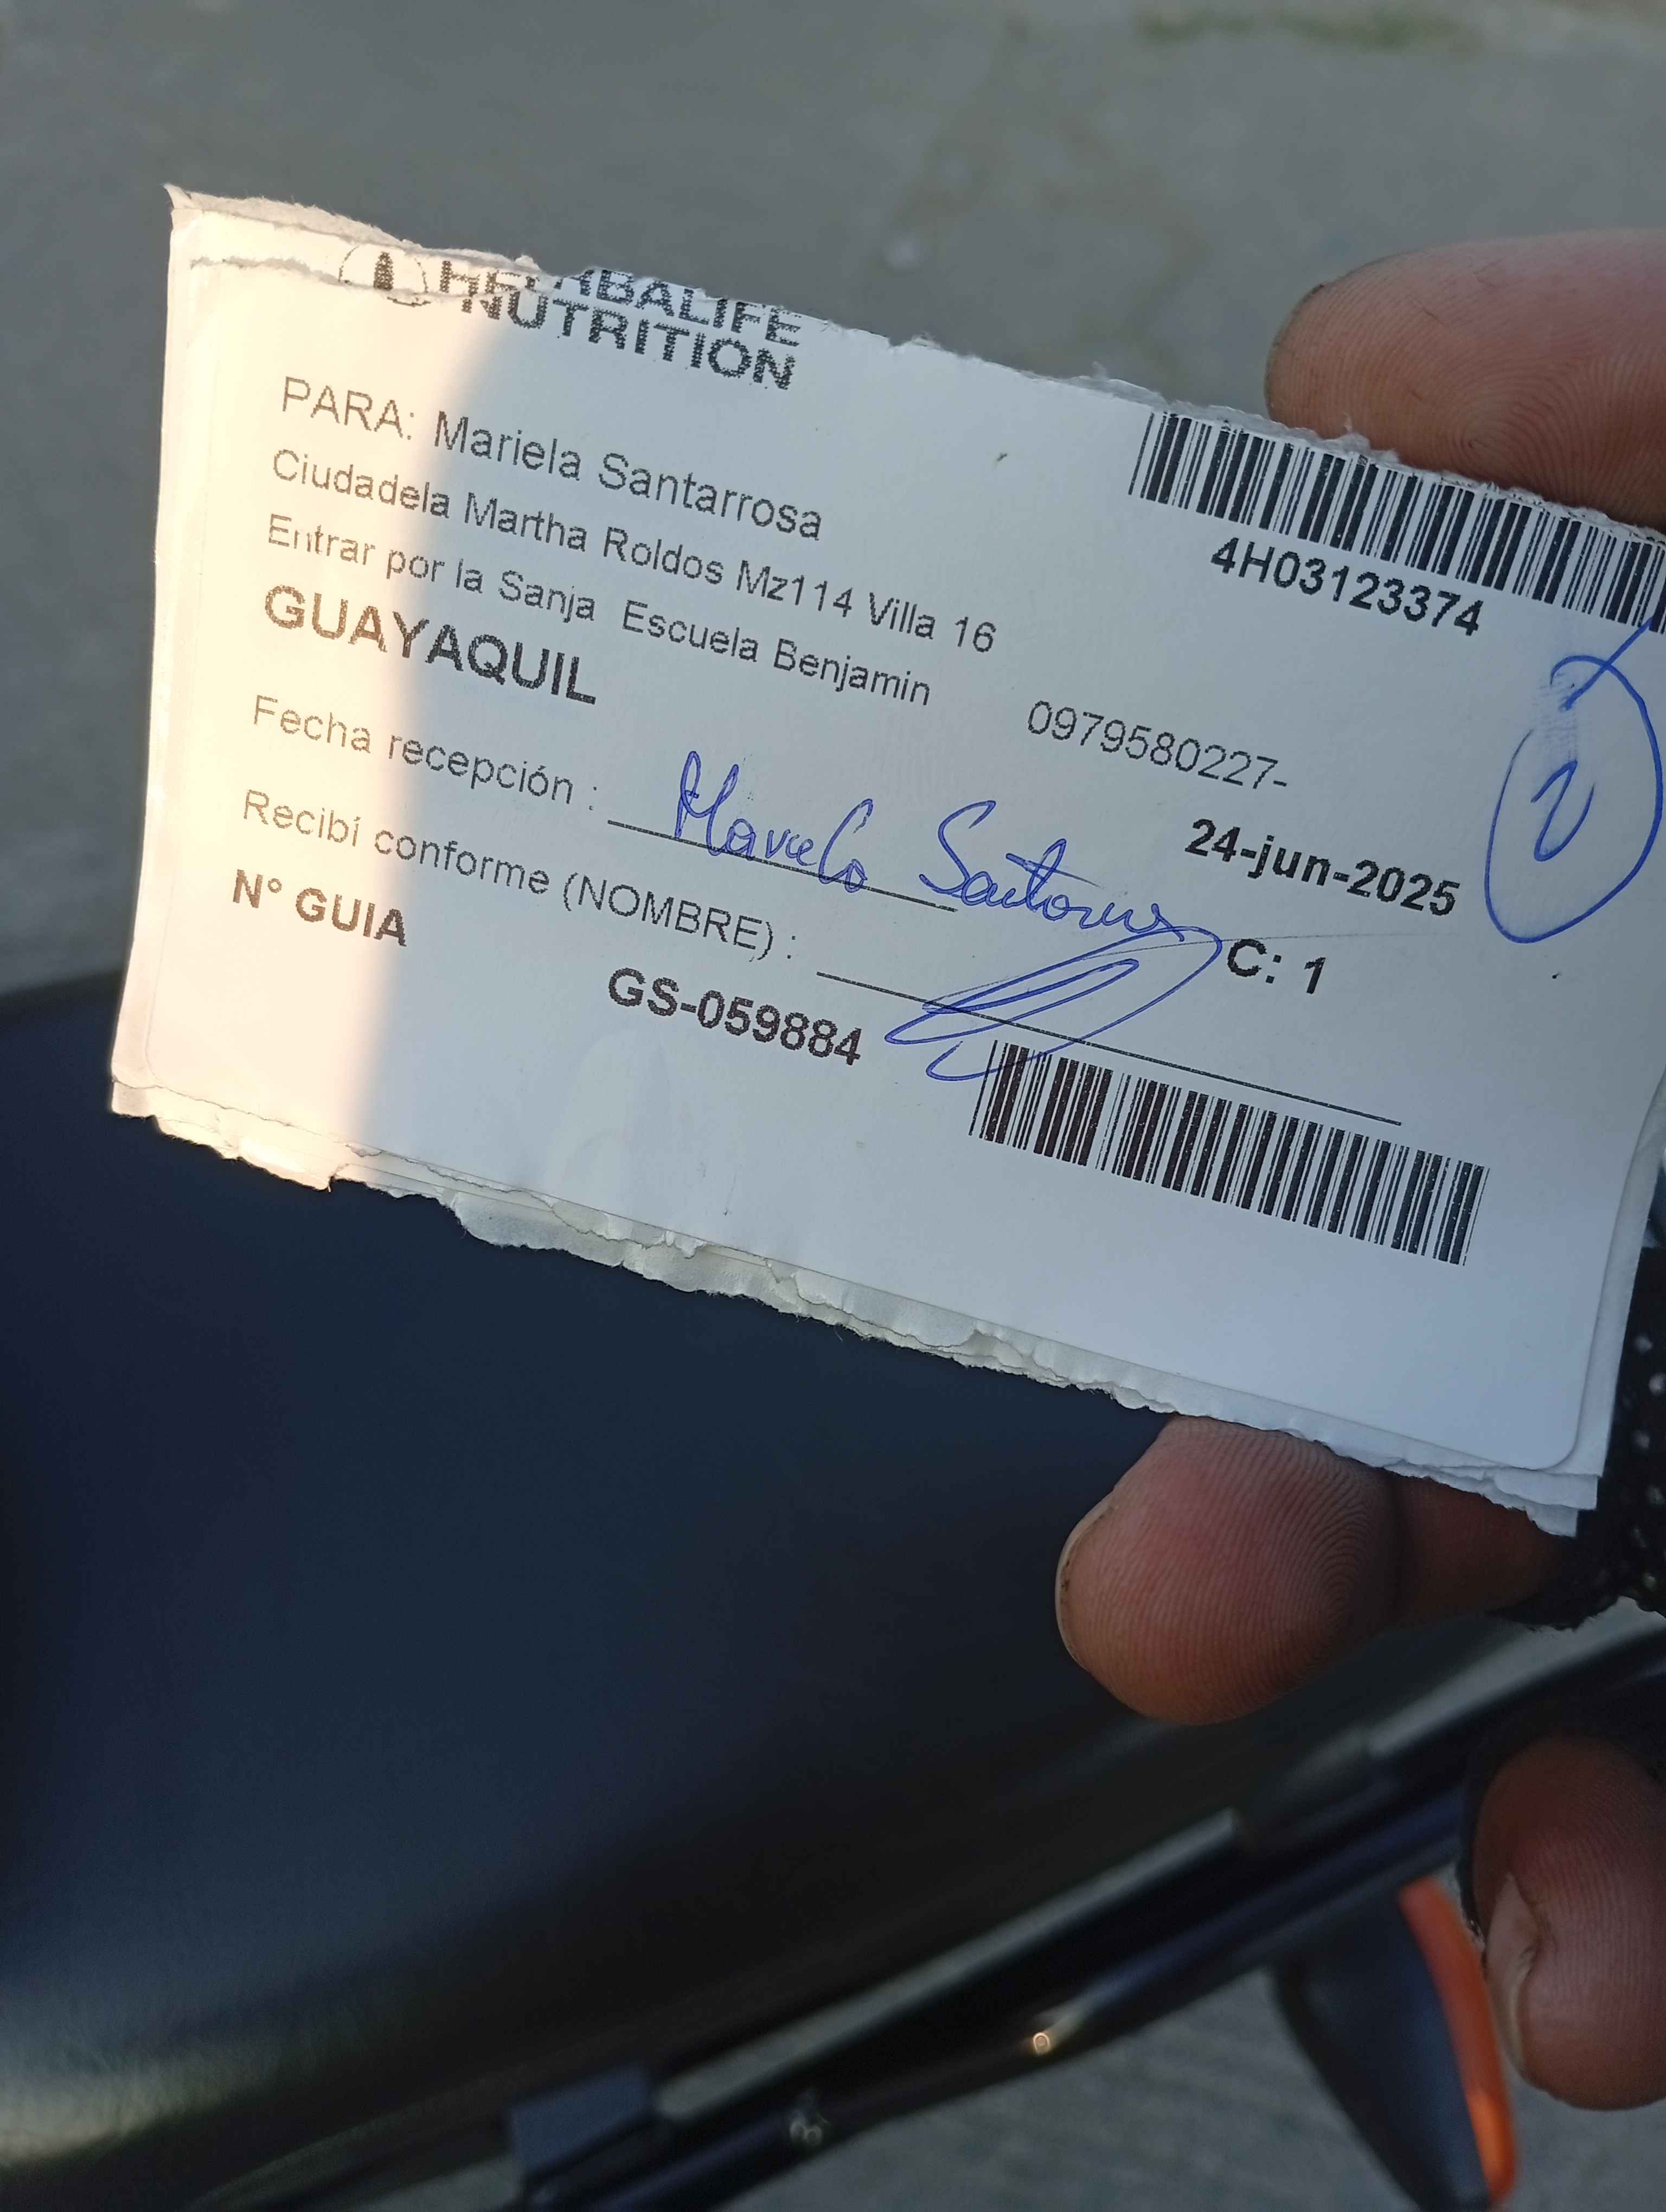 HERBALIFE
NUTRITION
4H03123374
PARA: Mariela Santarrosa
Ciudadela Martha Roldos Mz114 Villa 16
Entrar por la Sanja Escuela Benjamin
0979580227-
GUAYAQUIL
24-jun-2025
2
Fecha recepción :
Recibí conforme (NOMBRE) :
C: 1
N° GUIA
GS-059884